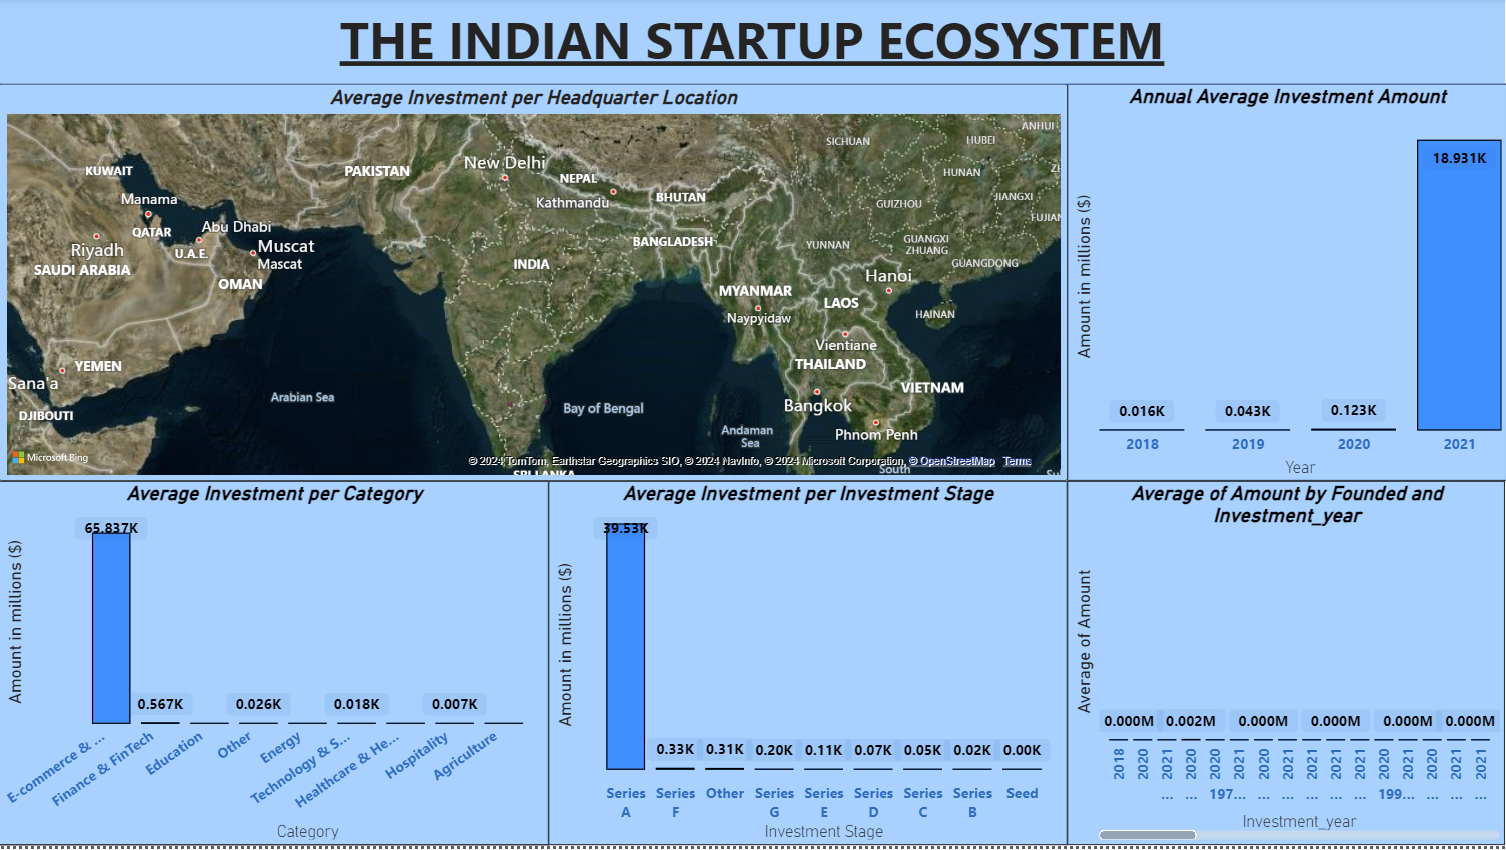 THE INDIAN STARTUP ECOSYSTEM
Average Investment per Headquarter Location
KUWAIT
Manama
QATAR
Riyadh
SAUDI ARABIA
Abu Dhabi
U.A.E.
Muscat
Mascat
OMAN
YEMEN
Sana'a
DJIBOUTI
Arabian Sea
PAKISTAN
New Delhi
NEPAL
Kathmandu
BHUTAN
BANGLADESH
INDIA
Bay of Bengal
SRI LANKA
MYANMAR
Naypyidaw
Andaman
Sea
SICHUAN
HUBEI
ANHUI
HUNAN
JIANGXI
GUIZHOU
FUJIAN
YUNNAN
GUANGXI
ZHUANG
GUANGDONG
Hanoi
LAOS
HAINAN
Vientiane
THAILAND
VIETNAM
Bangkok
Phnom Penh
South
Su
Microsoft Bing
© 2024 TomTom, Earthstar Geographics SIO, © 2024 NavInfo, © 2024 Microsoft Corporation, © OpenStreetMap Terms
Annual Average Investment Amount
Amount in millions ($)
18.931K
0.016K
0.043K
0.123K
2018
2019
2020
2021
Year
Average Investment per Category
Amount in millions ($)
65.837K
0.567K
0.026K
0.018K
0.007K
E-commerce & ...
Finance & FinTech
Education
Other
Energy
Technology & S...
Healthcare & He...
Hospitality
Agriculture
Category
Average Investment per Investment Stage
Amount in millions ($)
39.53K
0.33K
0.31K
0.20K
0.11K
0.07K
0.05K
0.02K
0.00K
Series A
Series F
Other
Series G
Series E
Series D
Series C
Series B
Seed
Investment Stage
Average of Amount by Founded and
Investment_year
Average of Amount
0.000M
0.002M
0.000M
0.000M
0.000M
0.000M
2018
2020
2021
2020
2020
2021
2020
2021
2020
2021
2021
2020
2021
2020
2021
2021
...
...
197...
...
...
...
...
...
...
199...
...
...
...
Investment_year